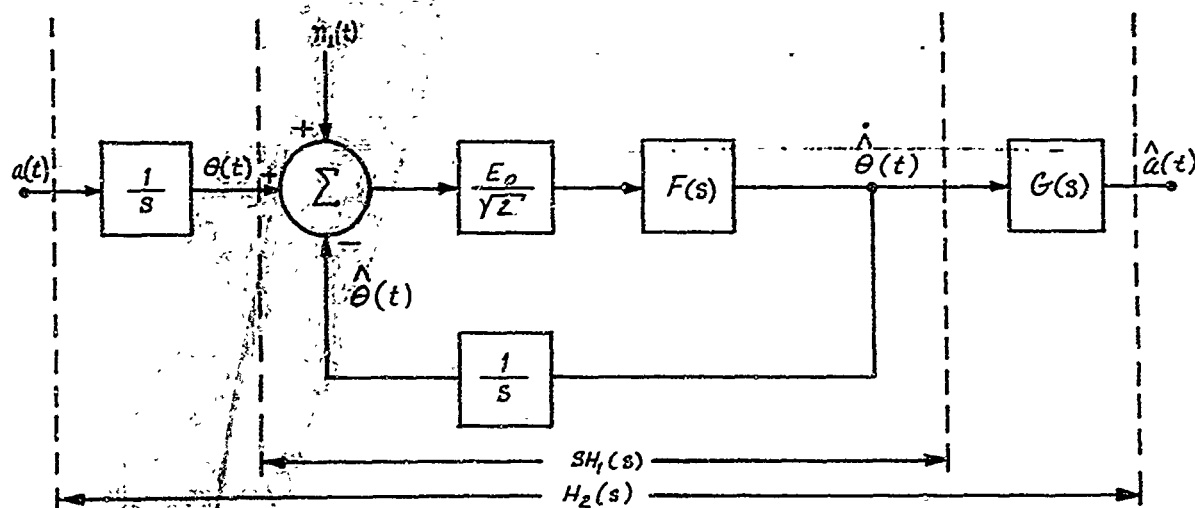 n₁(t)
+
a(t)
1/s
θ(t)
+
Σ
E₀/√2
F(s)
θ̂̇(t)
G(s)
â(t)
−
θ̂(t)
1/s
SH₁(s)
H₂(s)